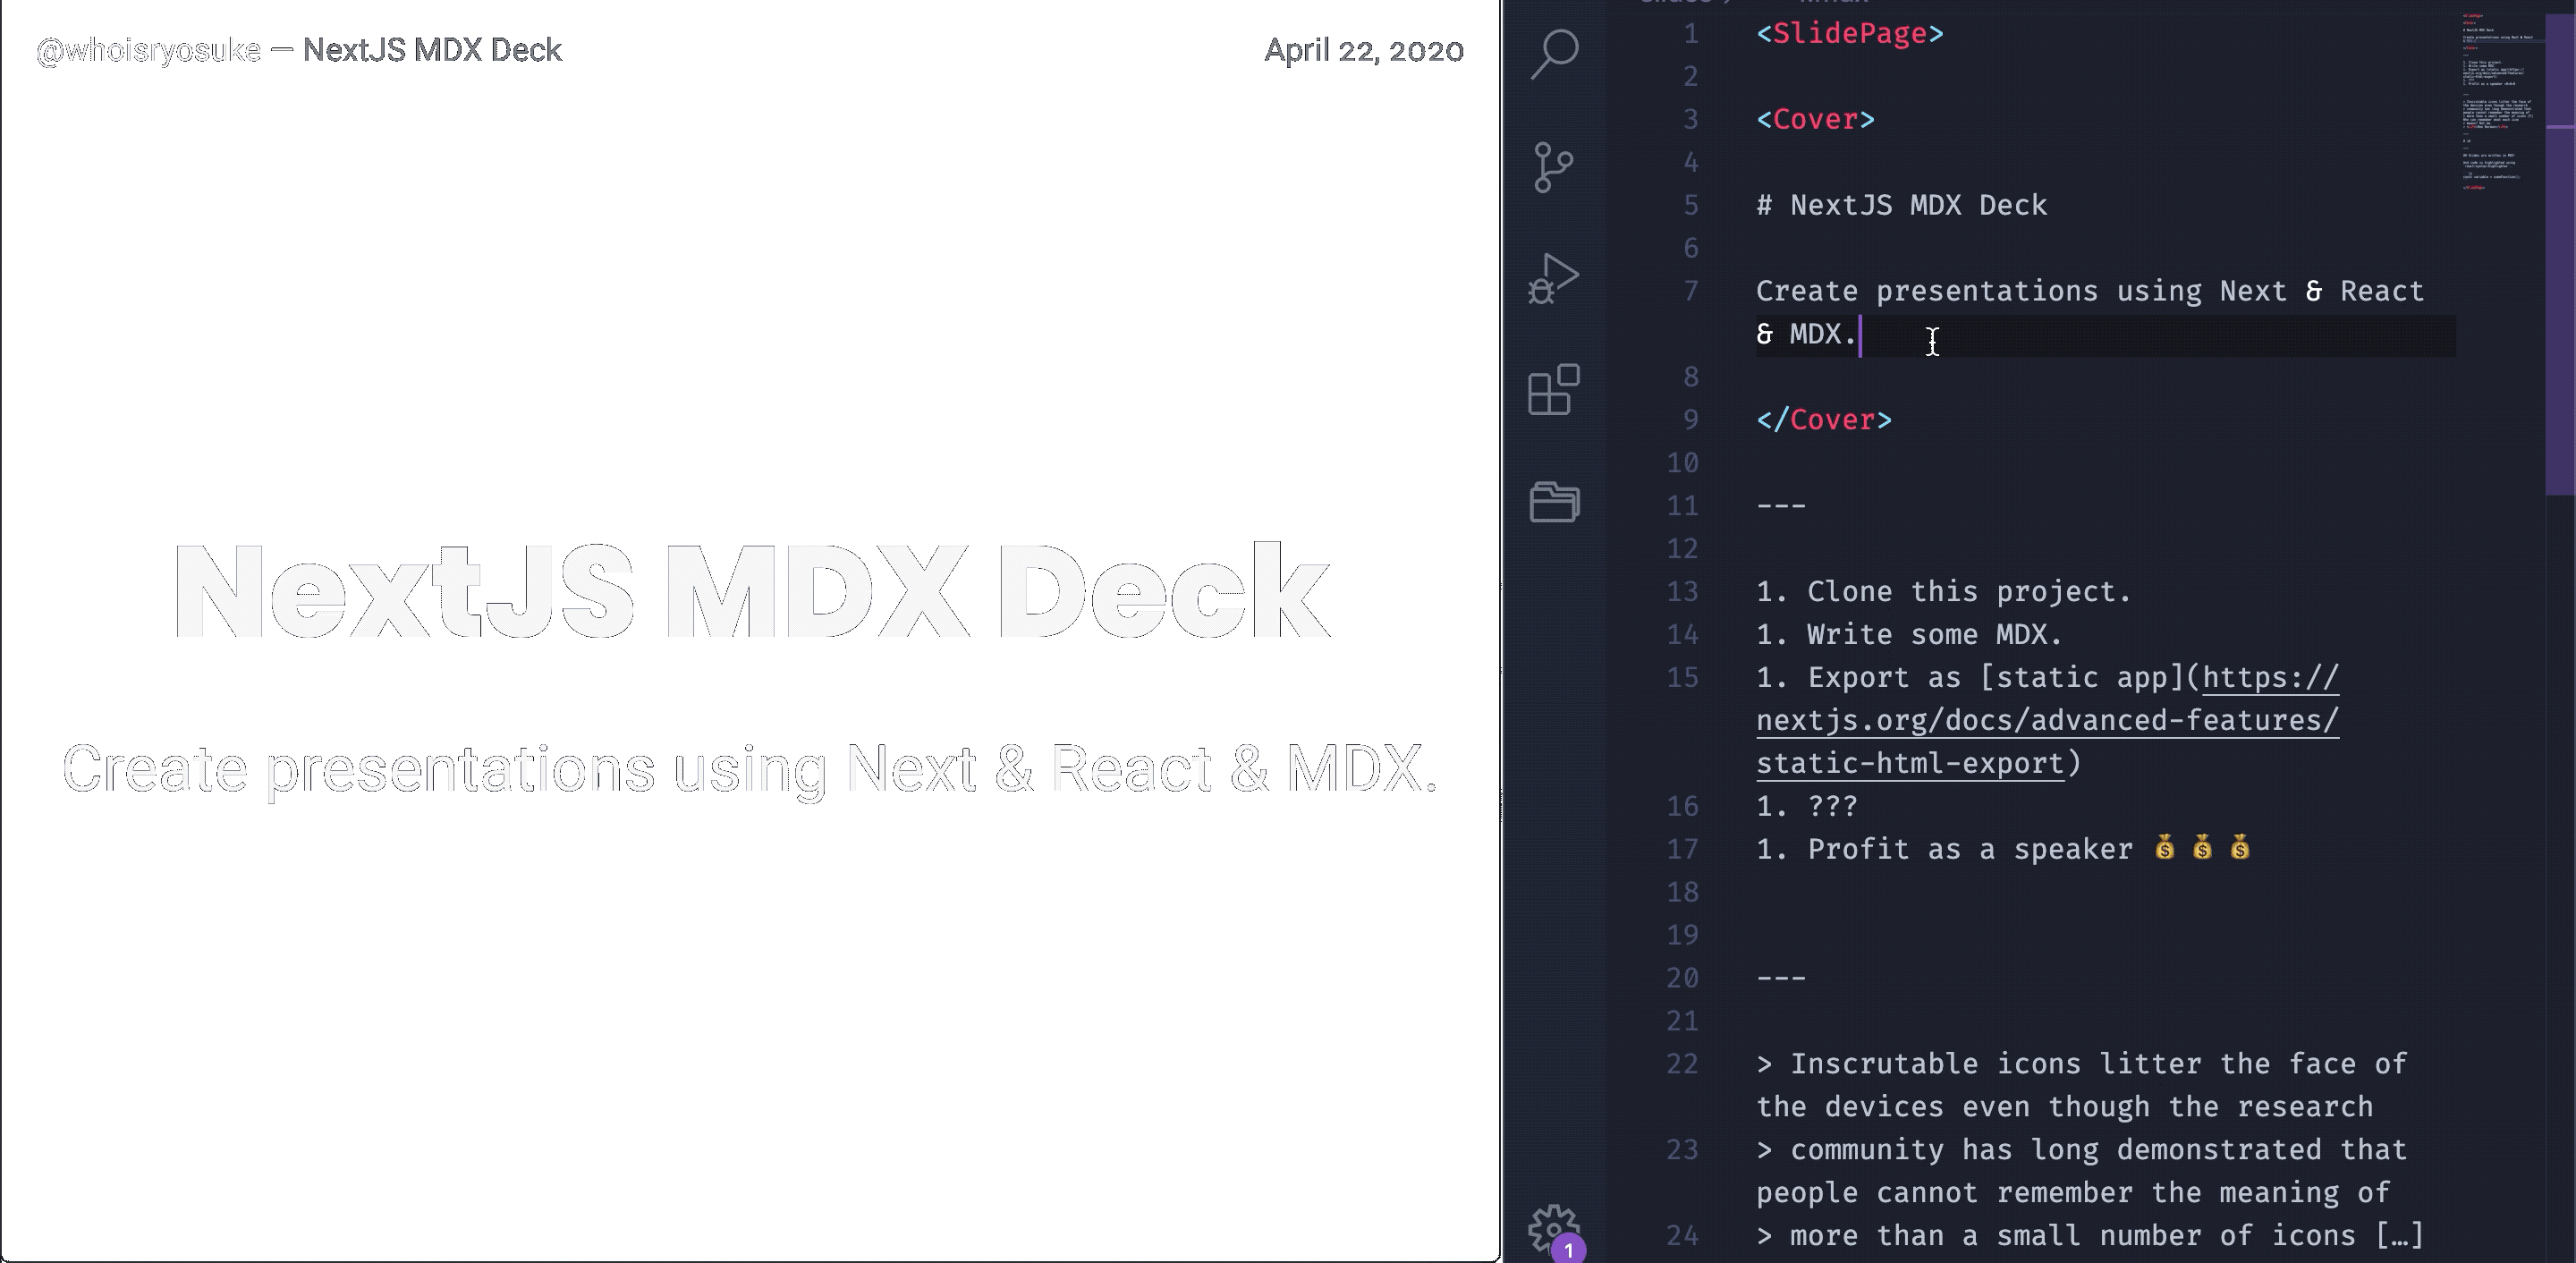 @whoisryosuke — NextJS MDX Deck
April 22, 2020
NextJS MDX Deck
Create presentations using Next & React & MDX.
1 <SlidePage>
2
3 <Cover>
4
5 # NextJS MDX Deck
6
7 Create presentations using Next & React
& MDX.
8
9 </Cover>
10
11 ---
12
13 1. Clone this project.
14 1. Write some MDX.
15 1. Export as [static app](https://
nextjs.org/docs/advanced-features/
static-html-export)
16 1. ???
17 1. Profit as a speaker 💰 💰 💰
18
19
20 ---
21
22 > Inscrutable icons litter the face of
the devices even though the research
23 > community has long demonstrated that
people cannot remember the meaning of
24 > more than a small number of icons […]
1